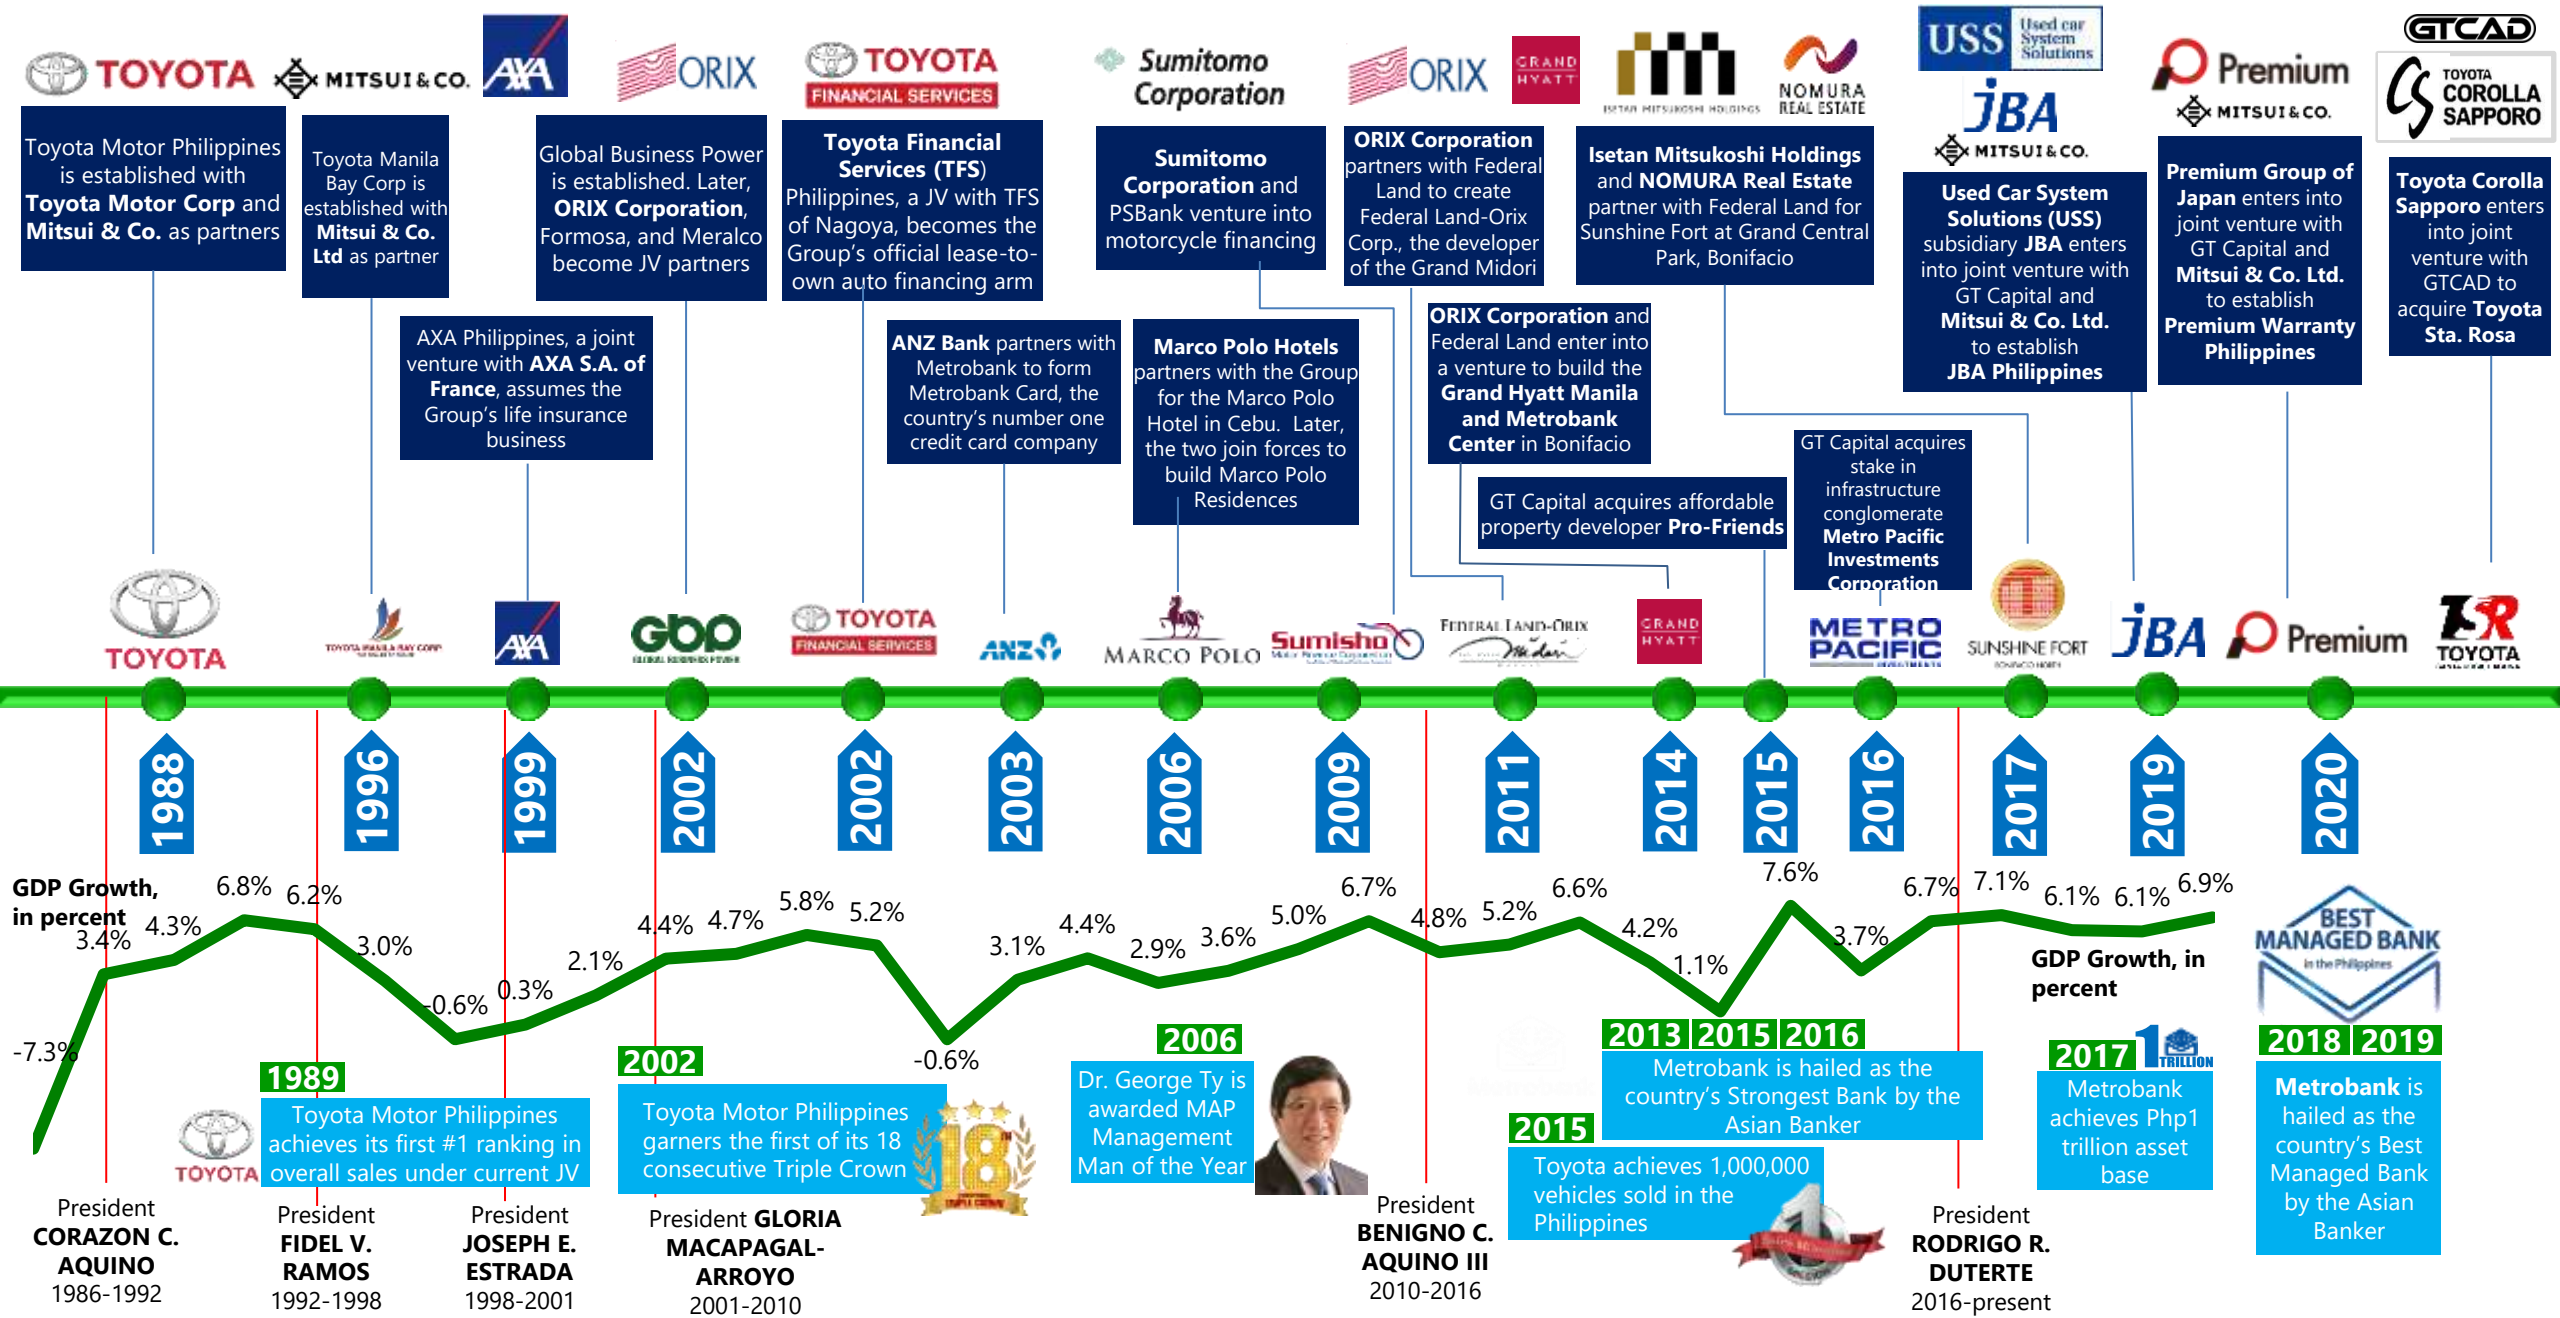 TOYOTA
MITSUI & CO.
AXA
ORIX
TOYOTA
FINANCIAL SERVICES
Sumitomo
Corporation
ORIX
GRAND
HYATT
ISETAN MITSUKOSHI HOLDINGS
NOMURA
REAL ESTATE
USS
Used car
System
Solutions
JBA
MITSUI & CO.
Premium
MITSUI & CO.
GTCAD
CS
TOYOTA
COROLLA
SAPPORO
Toyota Motor Philippines
is established with
Toyota Motor Corp and
Mitsui & Co. as partners
Toyota Manila
Bay Corp is
established with
Mitsui & Co.
Ltd as partner
AXA Philippines, a joint
venture with AXA S.A. of
France, assumes the
Group's life insurance
business
Global Business Power
is established. Later,
ORIX Corporation,
Formosa, and Meralco
become JV partners
Toyota Financial
Services (TFS)
Philippines, a JV with TFS
of Nagoya, becomes the
Group's official lease-to-
own auto financing arm
ANZ Bank partners with
Metrobank to form
Metrobank Card, the
country's number one
credit card company
Sumitomo
Corporation and
PSBank venture into
motorcycle financing
Marco Polo Hotels
partners with the Group
for the Marco Polo
Hotel in Cebu. Later,
the two join forces to
build Marco Polo
Residences
ORIX Corporation
partners with Federal
Land to create
Federal Land-Orix
Corp., the developer
of the Grand Midori
ORIX Corporation and
Federal Land enter into
a venture to build the
Grand Hyatt Manila
and Metrobank
Center in Bonifacio
GT Capital acquires affordable
property developer Pro-Friends
Isetan Mitsukoshi Holdings
and NOMURA Real Estate
partner with Federal Land for
Sunshine Fort at Grand Central
Park, Bonifacio
GT Capital acquires
stake in
infrastructure
conglomerate
Metro Pacific
Investments
Corporation
Used Car System
Solutions (USS)
subsidiary JBA enters
into joint venture with
GT Capital and
Mitsui & Co. Ltd.
to establish
JBA Philippines
Premium Group of
Japan enters into
joint venture with
GT Capital and
Mitsui & Co. Ltd.
to establish
Premium Warranty
Philippines
Toyota Corolla
Sapporo enters
into joint
venture with
GTCAD to
acquire Toyota
Sta. Rosa
TOYOTA
TOYOTA MANILA BAY CORP
AXA
GBP
GLOBAL BUSINESS POWER
TOYOTA
FINANCIAL SERVICES
ANZ
MARCO POLO
Sumisho
FEDERAL LAND-ORIX
Midori
GRAND
HYATT
METRO
PACIFIC
INVESTMENTS
SUNSHINE FORT
BONIFACIO NORTH
JBA
Premium
TSR
TOYOTA
1988
1996
1999
2002
2002
2003
2006
2009
2011
2014
2015
2016
2017
2019
2020
GDP Growth,
in percent
-7.3%
3.4%
4.3%
6.8%
6.2%
3.0%
-0.6%
0.3%
2.1%
4.4%
4.7%
5.8%
5.2%
-0.6%
3.1%
4.4%
2.9%
3.6%
5.0%
6.7%
4.8%
5.2%
6.6%
4.2%
1.1%
7.6%
3.7%
6.7%
7.1%
6.1%
6.1%
6.9%
GDP Growth, in
percent
BEST
MANAGED BANK
in the Philippines
1989
TOYOTA
Toyota Motor Philippines
achieves its first #1 ranking in
overall sales under current JV
2002
Toyota Motor Philippines
garners the first of its 18
consecutive Triple Crown
18
TRIPLE CROWN
2006
Dr. George Ty is
awarded MAP
Management
Man of the Year
2013 2015 2016
Metrobank is hailed as the
country's Strongest Bank by the
Asian Banker
2015
Toyota achieves 1,000,000
vehicles sold in the
Philippines
1
2017
1 TRILLION
Metrobank
achieves Php1
trillion asset
base
2018 2019
Metrobank is
hailed as the
country's Best
Managed Bank
by the Asian
Banker
President
CORAZON C.
AQUINO
1986-1992
President
FIDEL V.
RAMOS
1992-1998
President
JOSEPH E.
ESTRADA
1998-2001
President GLORIA
MACAPAGAL-
ARROYO
2001-2010
President
BENIGNO C.
AQUINO III
2010-2016
President
RODRIGO R.
DUTERTE
2016-present